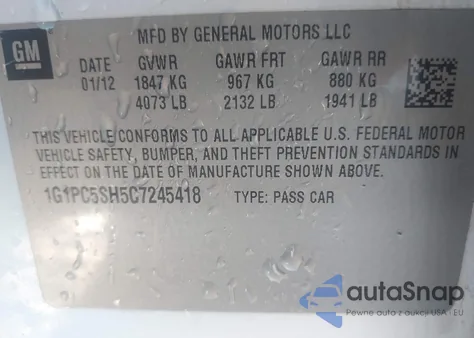 GM
MFD BY GENERAL MOTORS LLC
DATE GVWR GAWR FRT GAWR RR
01/12 1847 KG 967 KG 880 KG
4073 LB 2132 LB 1941 LB
THIS VEHICLE CONFORMS TO ALL APPLICABLE U.S. FEDERAL MOTOR
VEHICLE SAFETY, BUMPER, AND THEFT PREVENTION STANDARDS IN
EFFECT ON THE DATE OF MANUFACTURE SHOWN ABOVE.
1G1PC5SH5C7245418 TYPE: PASS CAR
autoSnap
Pewne auta z aukcji USA i EU